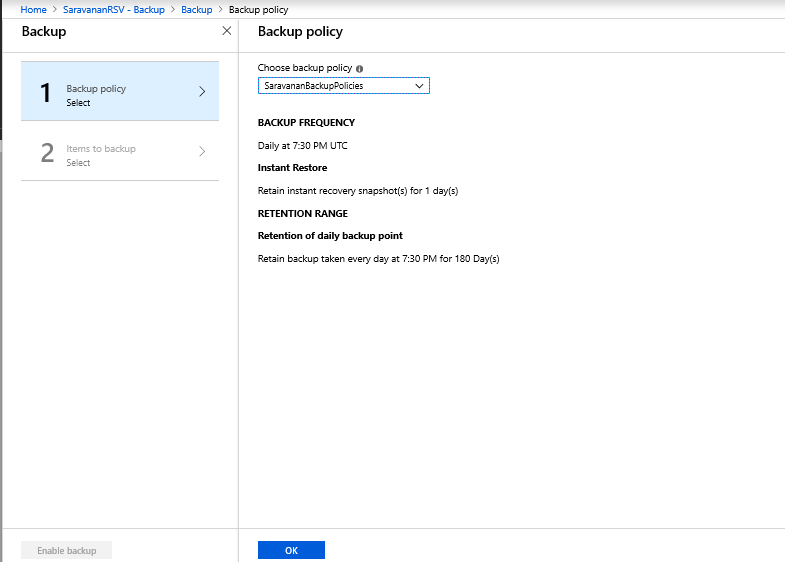 Home > SaravananRSV - Backup > Backup > Backup policy
Backup
1
Backup policy
Select
2
Items to backup
Select
Enable backup
Backup policy
Choose backup policy
SaravananBackupPolicies
BACKUP FREQUENCY
Daily at 7:30 PM UTC
Instant Restore
Retain instant recovery snapshot(s) for 1 day(s)
RETENTION RANGE
Retention of daily backup point
Retain backup taken every day at 7:30 PM for 180 Day(s)
OK